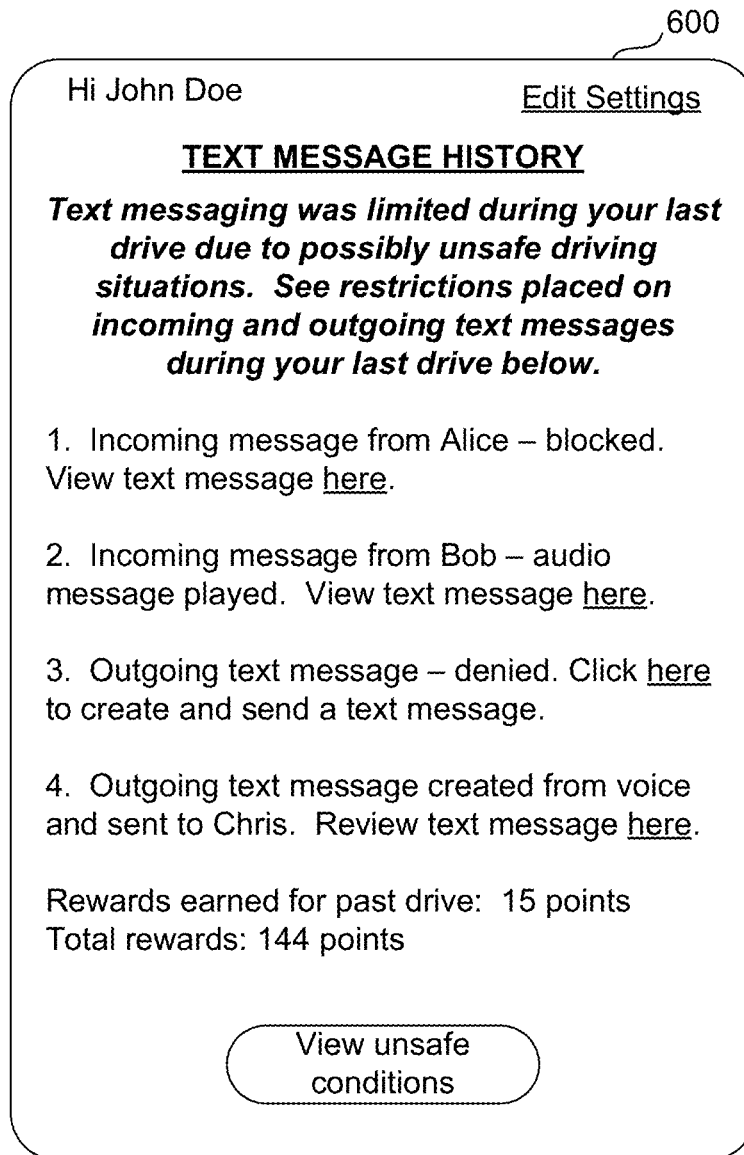 600
Hi John Doe
Edit Settings
TEXT MESSAGE HISTORY
Text messaging was limited during your last
drive due to possibly unsafe driving
situations.  See restrictions placed on
incoming and outgoing text messages
during your last drive below.
1.  Incoming message from Alice – blocked.
View text message here.
2.  Incoming message from Bob – audio
message played.  View text message here.
3.  Outgoing text message – denied. Click here
to create and send a text message.
4.  Outgoing text message created from voice
and sent to Chris.  Review text message here.
Rewards earned for past drive:  15 points
Total rewards: 144 points
View unsafe
conditions